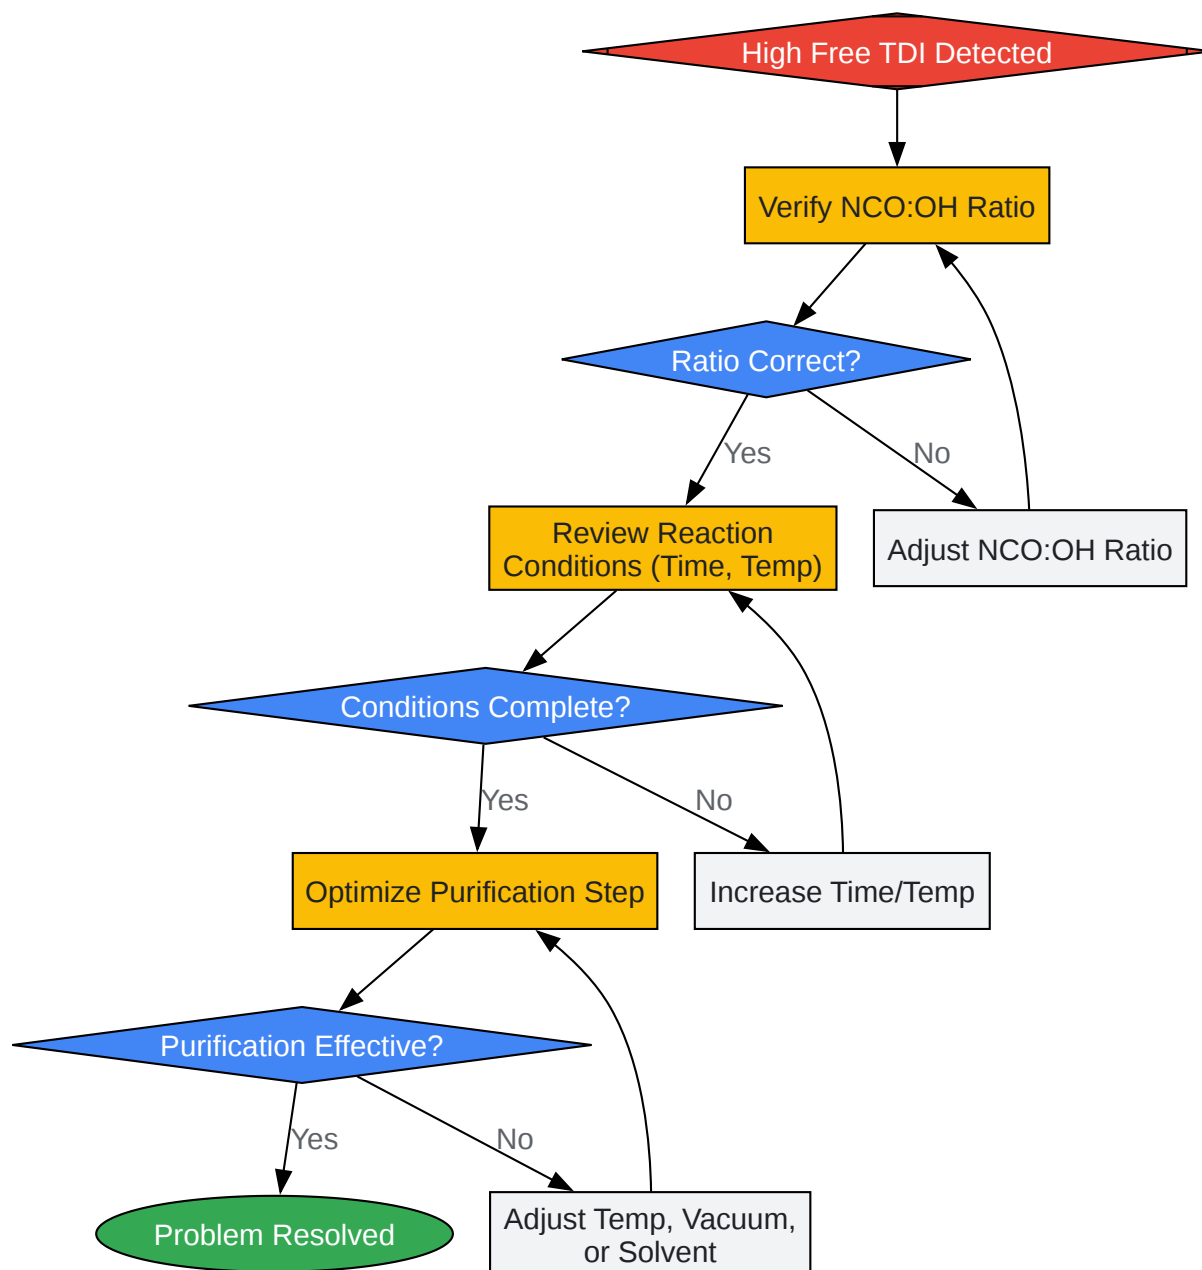 High Free TDI Detected
Verify NCO:OH Ratio
Ratio Correct?
Yes
No
Review Reaction
Conditions (Time, Temp)
Adjust NCO:OH Ratio
Conditions Complete?
Yes
No
Optimize Purification Step
Increase Time/Temp
Purification Effective?
Yes
No
Problem Resolved
Adjust Temp, Vacuum,
or Solvent